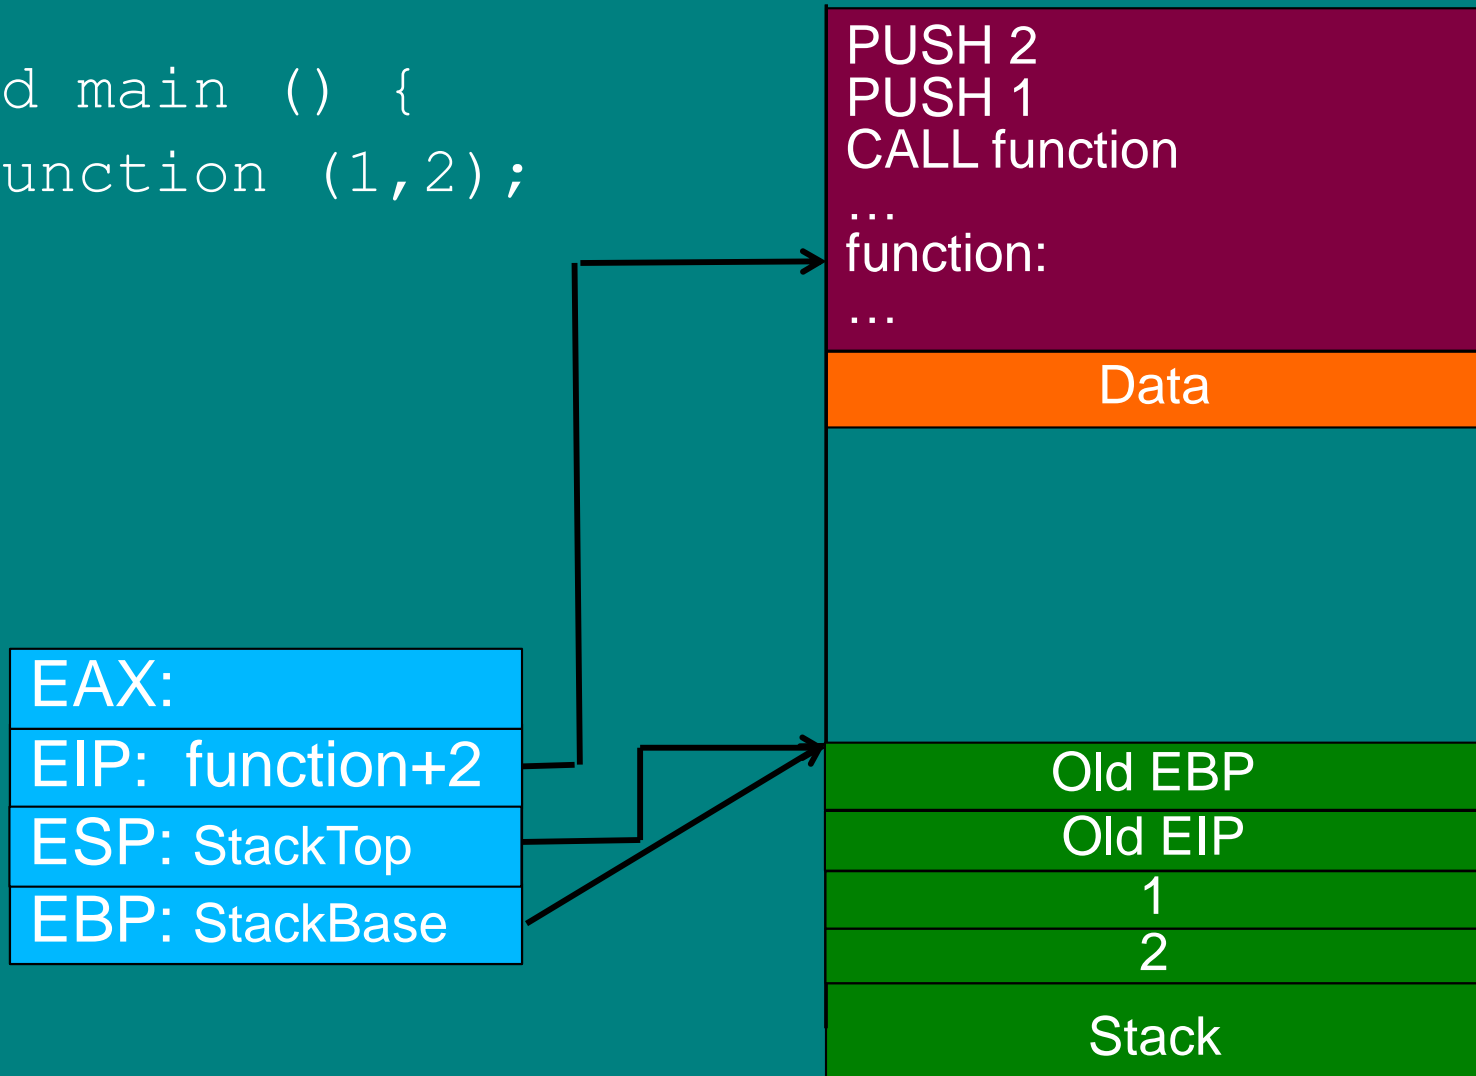 d main () {
unction (1,2);
PUSH 2
PUSH 1
CALL function
…
function:
…
Data
EAX:
EIP: function+2
ESP: StackTop
EBP: StackBase
Old EBP
Old EIP
1
2
Stack